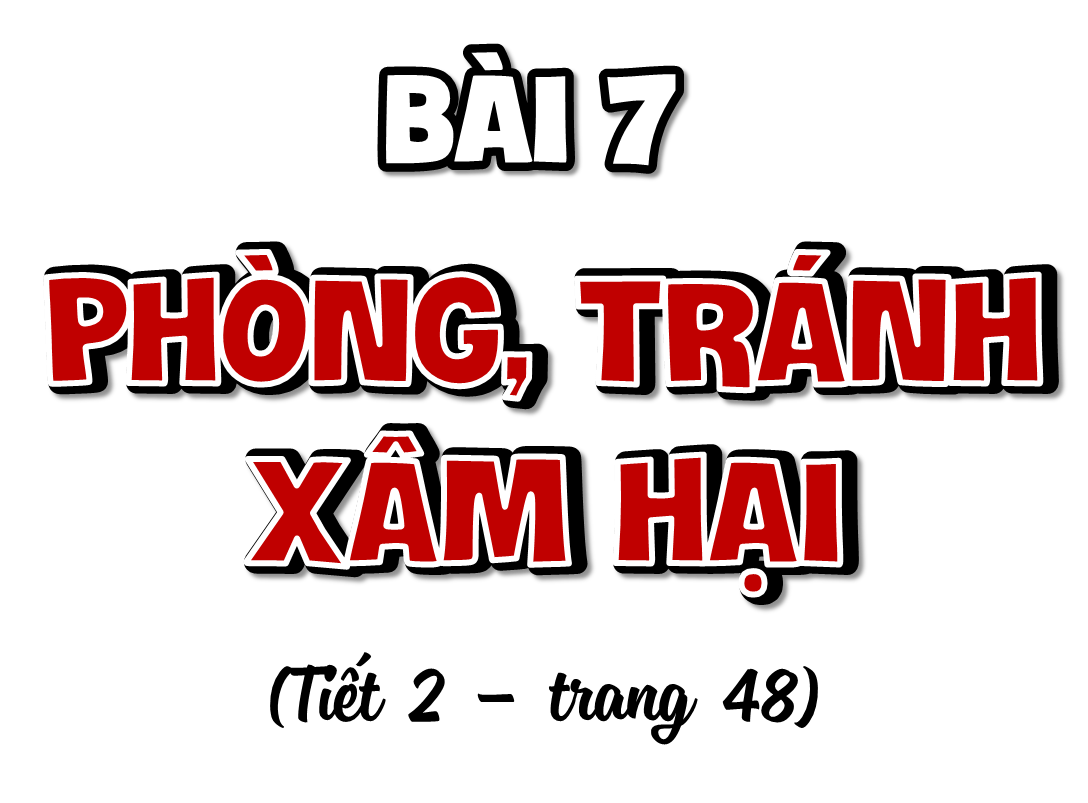 BÀI 7
PHÒNG, TRÁNH
XÂM HẠI
(Tiết 2 – trang 48)